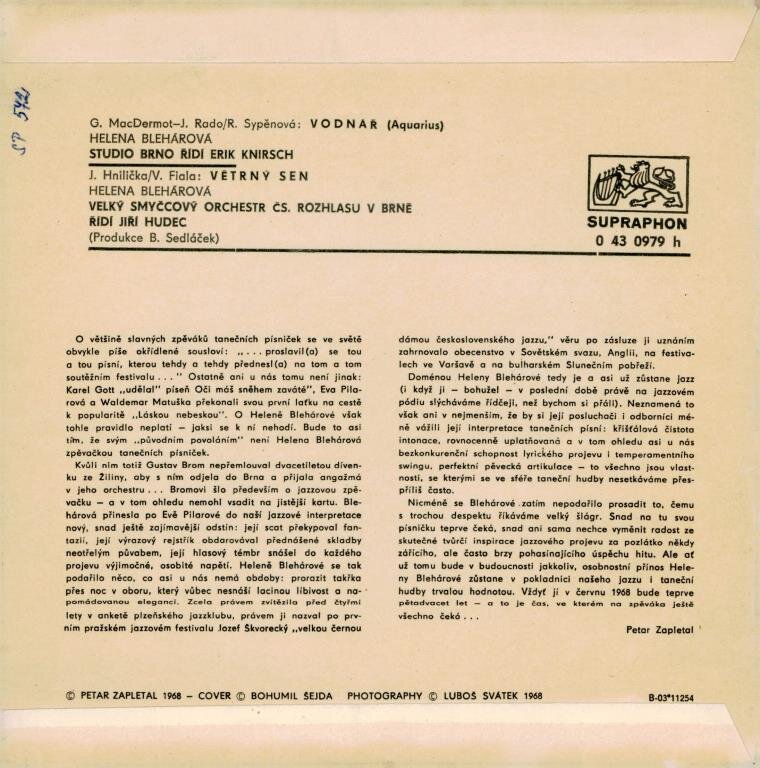 SP 542
G. MacDermot–J. Rado/R. Sypěnová: VODNÁŘ (Aquarius)
HELENA BLEHÁROVÁ
STUDIO BRNO ŘÍDÍ ERIK KNIRSCH
J. Hnilička/V. Fiala: VĚTRNÝ SEN
HELENA BLEHÁROVÁ
VELKÝ SMYČCOVÝ ORCHESTR ČS. ROZHLASU V BRNĚ
ŘÍDÍ JIŘÍ HUDEC
(Produkce B. Sedláček)
SUPRAPHON
0 43 0979 h
O většině slavných zpěváků tanečních písniček se ve světě
obvykle píše okřídlené sousloví: „... proslavil(a) se tou
a tou písní, kterou tehdy a tehdy přednesl(a) na tom a tom
soutěžním festivalu..." Ostatně ani u nás tomu není jinak:
Karel Gott „udělal" píseň Oči máš sněhem zaváté", Eva Pila-
rová a Waldemar Matuška překonali svou první laťku na cestě
k popularitě „Láskou nebeskou". O Heleně Blehárové však
tohle pravidlo neplatí – jaksi se k ní nehodí. Bude to asi
tím, že svým „původním povoláním" není Helena Blehárová
zpěvačkou tanečních písniček.
Kvůli nim totiž Gustav Brom nepřemlouval dvacetiletou díven-
ku ze Žiliny, aby s ním odjela do Brna a přijala angažmá
v jeho orchestru... Bromovi šlo především o jazzovou zpě-
vačku – a v tom ohledu nemohl vsadit na jistější kartu. Ble-
hárová přinesla po Evě Pilarové do naší jazzové interpretace
nový, snad ještě zajímavější odstín: její scat překypoval fan-
tazií, její výrazový rejstřík obdarovával přednášené skladby
neotřelým půvabem, její hlasový témbr snášel do každého
projevu výjimečné, osobité napětí. Heleně Blehárové se tak
podařilo něco, co asi u nás nemá obdoby: prorazit takřka
přes noc v oboru, který vůbec nesnáší lacinou líbivost a na-
pomádovanou eleganci. Zcela právem zvítězila před čtyřmi
lety v anketě plzeňského jazzklubu, právem ji nazval po prv-
ním pražském jazzovém festivalu Jozef Škvorecký „velkou černou
dámou československého jazzu," věru po zásluze ji uznáním
zahrnovalo obecenstvo v Sovětském svazu, Anglii, na festiva-
lech ve Varšavě a na bulharském Slunečním pobřeží.
Doménou Heleny Blehárové tedy je a asi už zůstane jazz
(i když ji – bohužel – v poslední době právě na jazzovém
pódiu slýcháváme řídčeji, než bychom si přáli). Neznamená to
však ani v nejmenším, že by si její posluchači i odborníci mé-
ně vážili její interpretace tanečních písní: křišťálová čistota
intonace, rovnocenně uplatňovaná a v tom ohledu asi u nás
bezkonkurenční schopnost lyrického projevu i temperamentního
swingu, perfektní pěvecká artikulace – to všechno jsou vlast-
nosti, se kterými se ve sféře taneční hudby nesetkáváme přes-
příliš často.
Nicméně se Blehárové zatím nepodařilo prosadit to, čemu
s trochou despektu říkáváme velký šlágr. Snad na tu svou
písničku teprve čeká, snad ani sama nechce vyměnit radost ze
skutečné tvůrčí inspirace jazzového projevu za pozlátko někdy
zářícího, ale často brzy pohasínajícího úspěchu hitu. Ale ať
už tomu bude v budoucnosti jakkoliv, osobnostní přínos Hele-
ny Blehárové zůstane v pokladnici našeho jazzu i taneční
hudby trvalou hodnotou. Vždyť jí v červnu 1968 bude teprve
pětadvacet let – a to je čas, ve kterém na zpěváka ještě
všechno čeká...
Petar Zapletal
© PETAR ZAPLETAL 1968 – COVER © BOHUMIL ŠEJDA PHOTOGRAPHY © LUBOŠ SVÁTEK 1968
B-03*11254